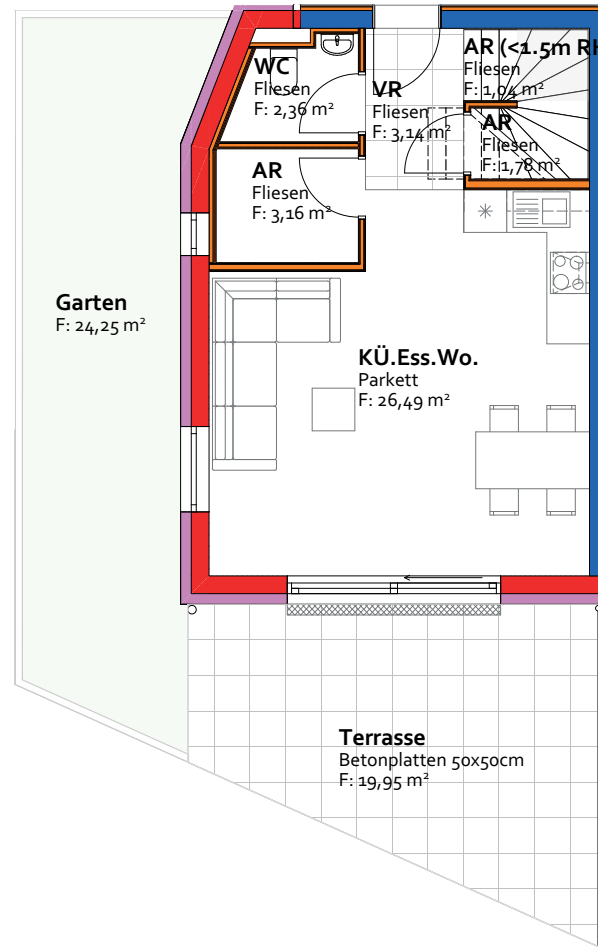 AR (<1.5m RH
Fliesen
F: 1,04 m²
WC
Fliesen
F: 2,36 m²
VR
Fliesen
F: 3,14 m²
AR
Fliesen
F: 1,78 m²
AR
Fliesen
F: 3,16 m²
Garten
F: 24,25 m²
KÜ.Ess.Wo.
Parkett
F: 26,49 m²
Terrasse
Betonplatten 50x50cm
F: 19,95 m²